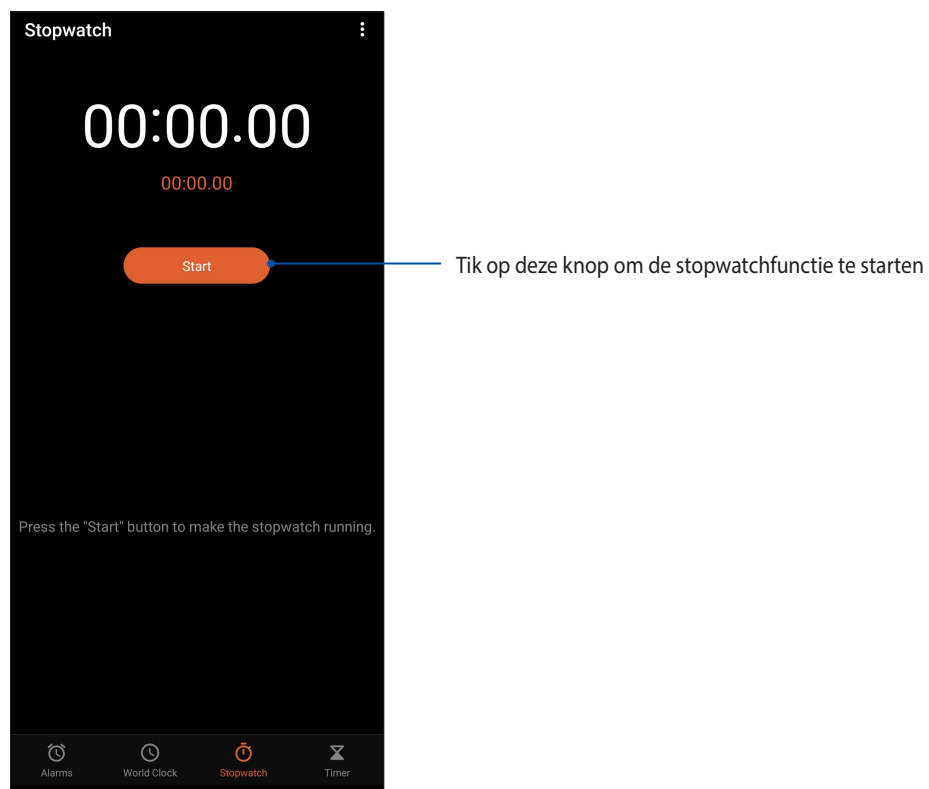 Stopwatch
00:00.00
00:00.00
Start
Tik op deze knop om de stopwatchfunctie te starten
Press the "Start" button to make the stopwatch running.
Alarms
World Clock
Stopwatch
Timer